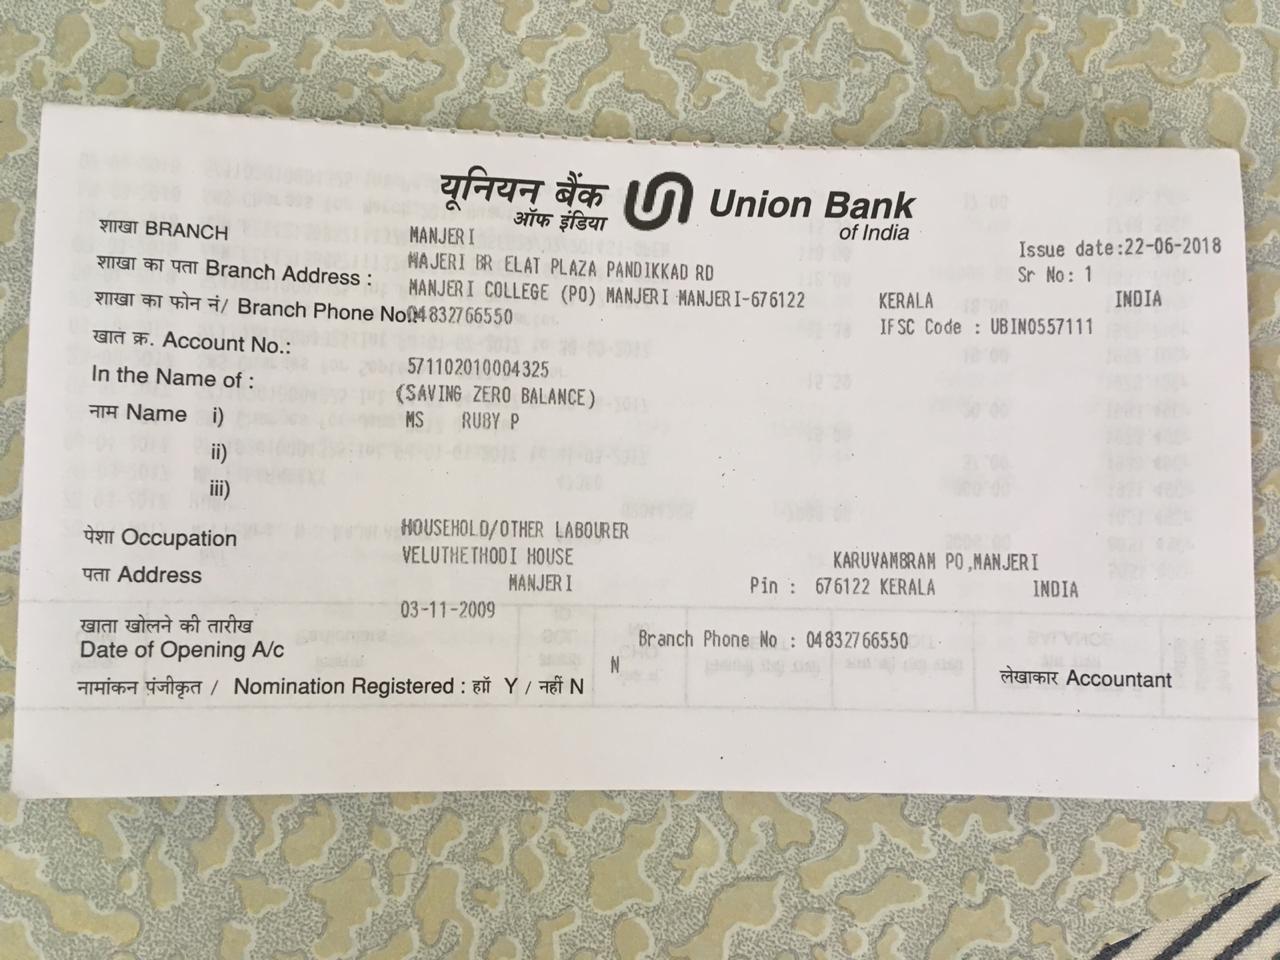 यूनियन बैंक ऑफ इंडिया Union Bank of India
शाखा BRANCH MANJERI
Issue date:22-06-2018
शाखा का पता Branch Address : MAJERI BR ELAT PLAZA PANDIKKAD RD
Sr No: 1
MANJERI COLLEGE (PO) MANJERI MANJERI-676122 KERALA INDIA
शाखा का फोन नं/ Branch Phone No. 04832766550
IFSC Code : UBIN0557111
खात क्र. Account No.: 571102010004325
In the Name of : (SAVING ZERO BALANCE)
नाम Name i) MS RUBY P
ii)
iii)
पेशा Occupation HOUSEHOLD/OTHER LABOURER
पता Address VELUTHETHODI HOUSE KARUVAMBRAM PO,MANJERI
MANJERI Pin : 676122 KERALA INDIA
खाता खोलने की तारीख 03-11-2009
Date of Opening A/c Branch Phone No : 04832766550
नामांकन पंजीकृत / Nomination Registered : हाॅं Y / नहीं N N
लेखाकार Accountant